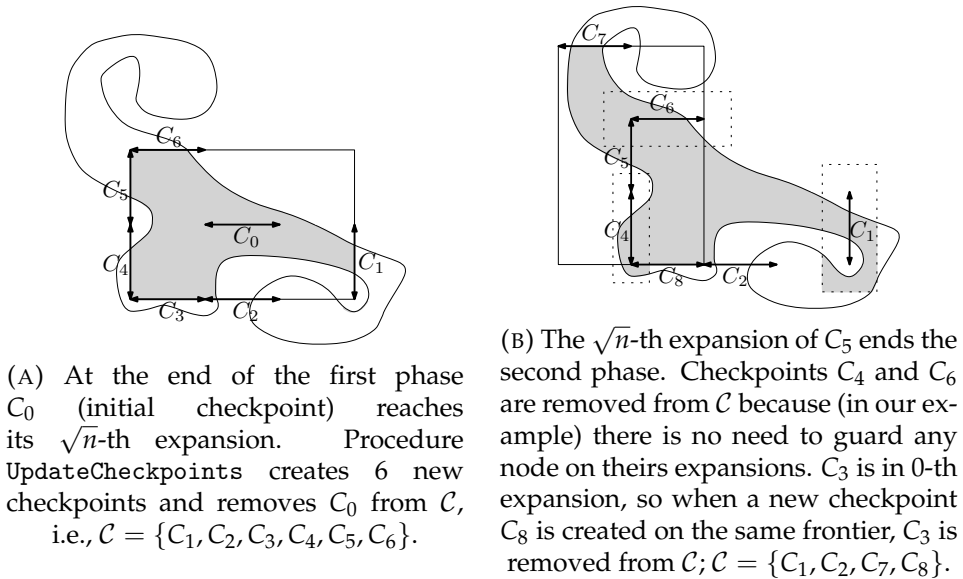 C₆
C₅
C₀
C₄
C₁
C₃
C₂
(A) At the end of the first phase
C₀ (initial checkpoint) reaches
its √n-th expansion. Procedure
UpdateCheckpoints creates 6 new
checkpoints and removes C₀ from 𝒞,
i.e., 𝒞 = {C₁, C₂, C₃, C₄, C₅, C₆}.
C₇
C₆
C₅
C₄
C₁
C₈
C₂
(B) The √n-th expansion of C₅ ends the
second phase. Checkpoints C₄ and C₆
are removed from 𝒞 because (in our ex-
ample) there is no need to guard any
node on theirs expansions. C₃ is in 0-th
expansion, so when a new checkpoint
C₈ is created on the same frontier, C₃ is
removed from 𝒞; 𝒞 = {C₁, C₂, C₇, C₈}.